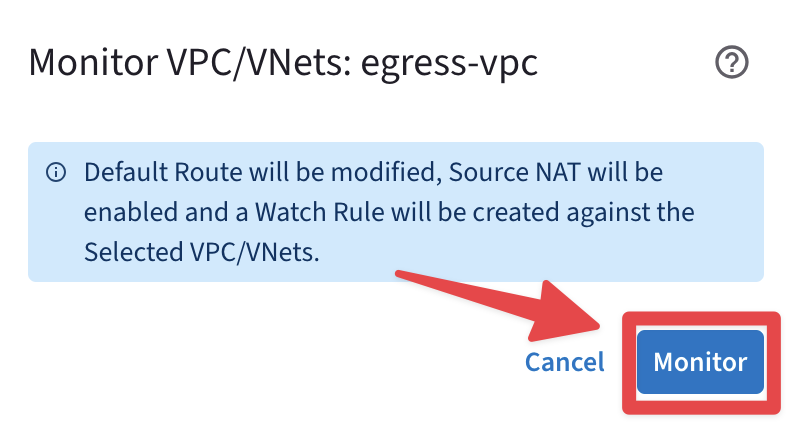 Monitor VPC/VNets: egress-vpc
Default Route will be modified, Source NAT will be
enabled and a Watch Rule will be created against the
Selected VPC/VNets.
Cancel
Monitor